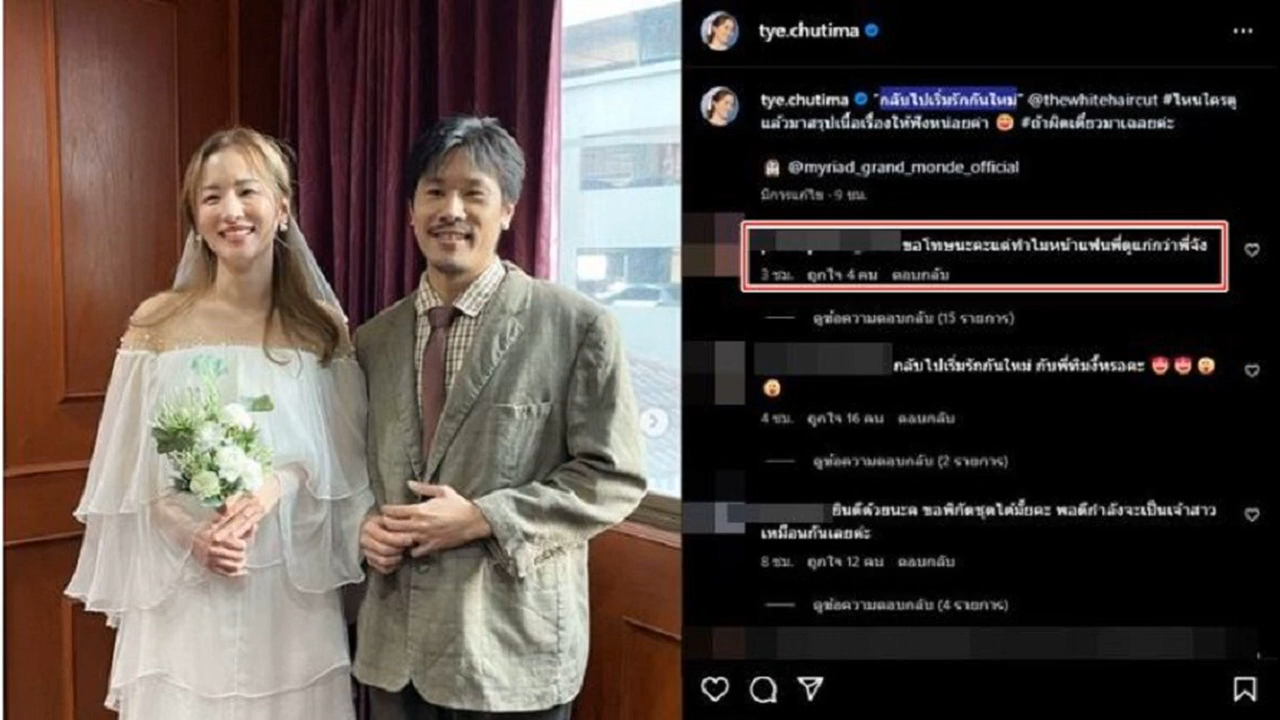 tye.chutima
tye.chutima "กลับไปเริ่มรักกันใหม่" @thewhitehaircut #ไหนใครดู
แล้วมาสรุปเนื้อเรื่องให้ฟังหน่อยค่า 😄 #ถ้าผิดเดี๋ยวมาเฉลยค่ะ
@myriad_grand_monde_official
มีการแก้ไข · 9 ชม.
ขอโทษนะคะแต่ทำไมหน้าแฟนพี่ดูแก่กว่าพี่จัง
3 ชม. ถูกใจ 4 คน ตอบกลับ
ดูข้อความตอบกลับ (15 รายการ)
กลับไปเริ่มรักกันใหม่ กับพี่ทิมงี้หรอคะ
4 ชม. ถูกใจ 16 คน ตอบกลับ
ดูข้อความตอบกลับ (2 รายการ)
ยินดีด้วยนะค ขอพิกัดชุดได้มั้ยคะ พอดีกำลังจะเป็นเจ้าสาว
เหมือนกันเลยค่ะ
8 ชม. ถูกใจ 12 คน ตอบกลับ
ดูข้อความตอบกลับ (4 รายการ)